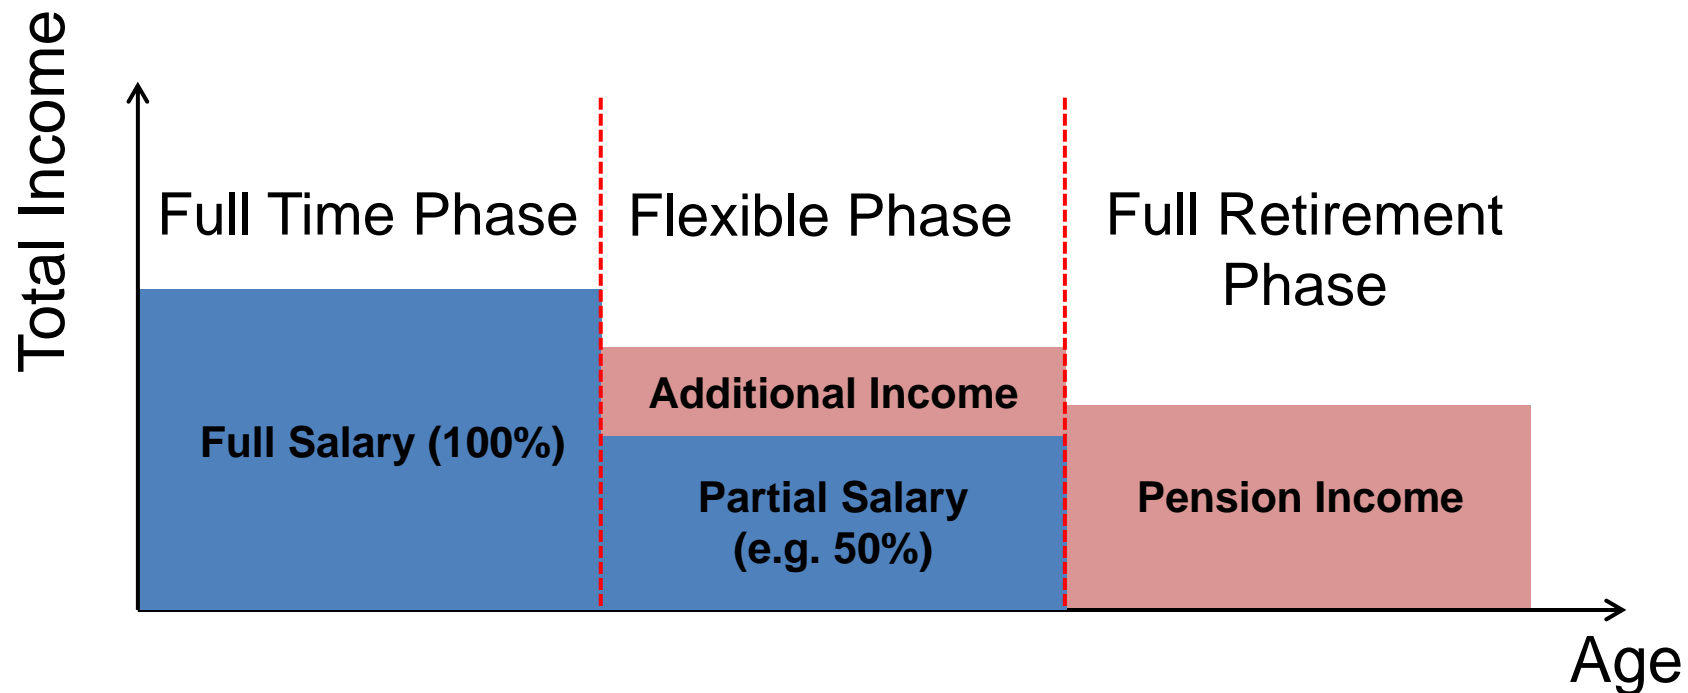 Total Income
Full Time Phase
Flexible Phase
Full Retirement
Phase
Full Salary (100%)
Additional Income
Partial Salary
(e.g. 50%)
Pension Income
Age